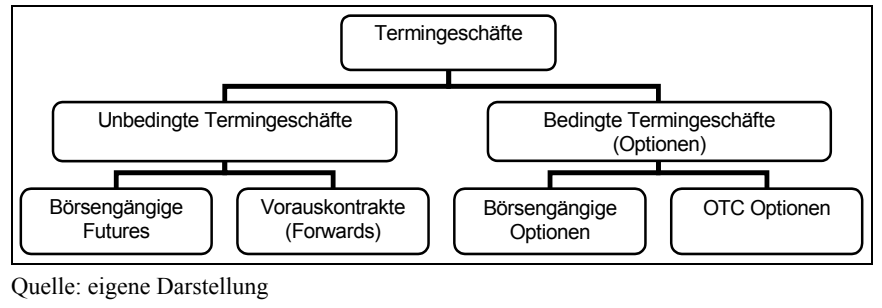 Termingeschäfte
Unbedingte Termingeschäfte
Bedingte Termingeschäfte
(Optionen)
Börsengängige
Futures
Vorauskontrakte
(Forwards)
Börsengängige
Optionen
OTC Optionen
Quelle: eigene Darstellung